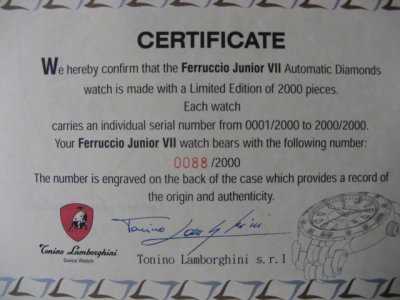 CERTIFICATE
We hereby confirm that the Ferruccio Junior VII Automatic Diamonds
watch is made with a Limited Edition of 2000 pieces.
Each watch
carries an individual serial number from 0001/2000 to 2000/2000.
Your Ferruccio Junior VII watch bears with the following number:
0088/2000
The number is engraved on the back of the case which provides a record of
the origin and authenticity.
Tonino Lamborghini
Tonino Lamborghini
Swiss Watch
Tonino Lamborghini s.r.l